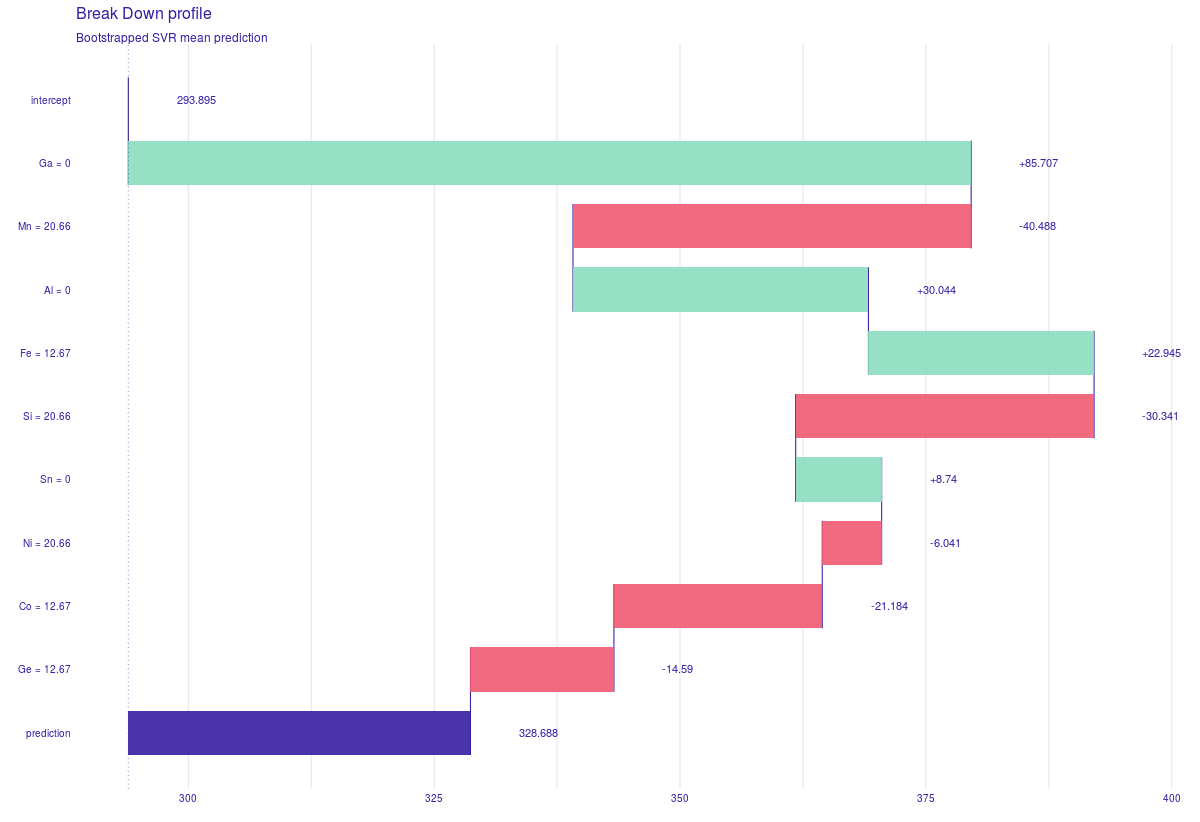 Break Down profile
Bootstrapped SVR mean prediction
intercept 293.895
Ga = 0 +85.707
Mn = 20.66 -40.488
Al = 0 +30.044
Fe = 12.67 +22.945
Si = 20.66 -30.341
Sn = 0 +8.74
Ni = 20.66 -6.041
Co = 12.67 -21.184
Ge = 12.67 -14.59
prediction 328.688
300 325 350 375 400